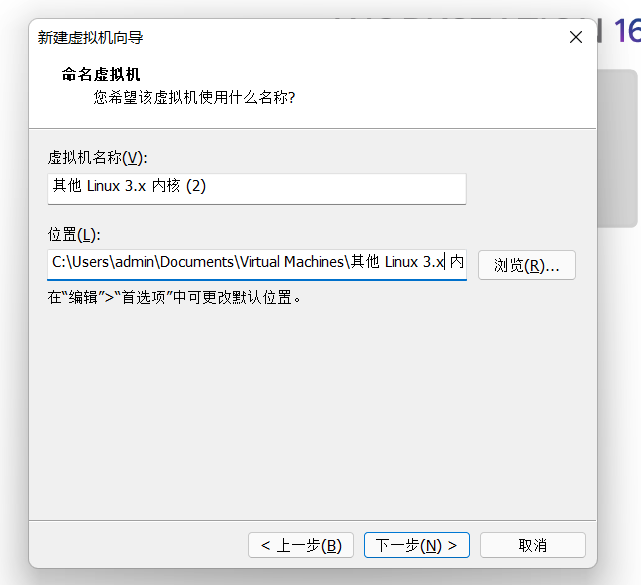 WORKSTATION 16
新建虚拟机向导
命名虚拟机
您希望该虚拟机使用什么名称?
虚拟机名称(V):
其他 Linux 3.x 内核 (2)
位置(L):
C:\Users\admin\Documents\Virtual Machines\其他 Linux 3.x 内
浏览(R)...
在“编辑”>“首选项”中可更改默认位置。
< 上一步(B)
下一步(N) >
取消